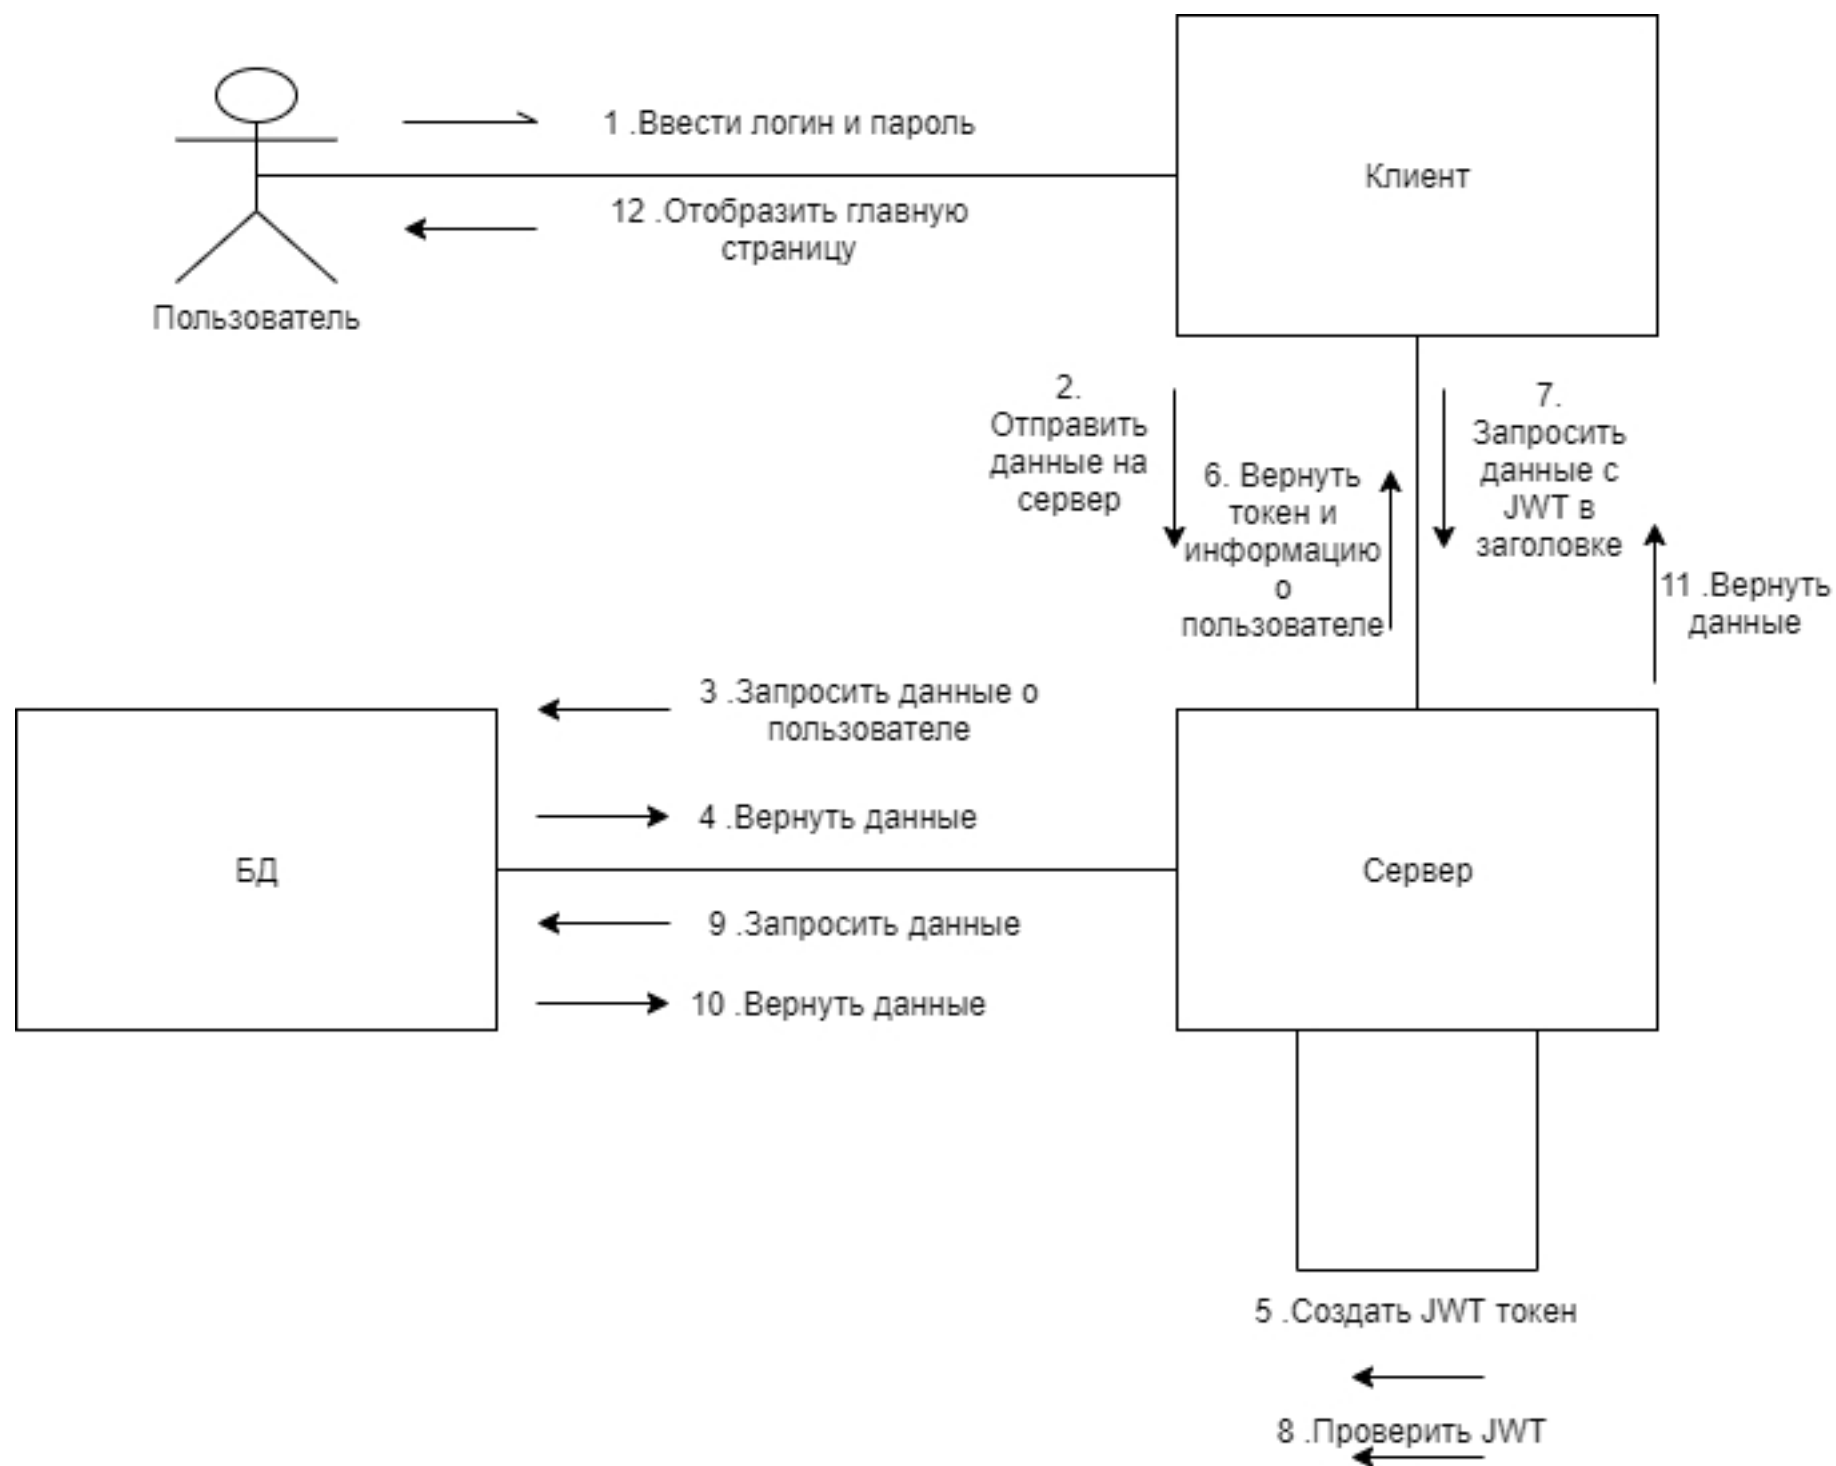 1 .Ввести логин и пароль
Клиент
12 .Отобразить главную
страницу
Пользователь
2.
Отправить
данные на
сервер
6. Вернуть
токен и
информацию
о
пользователе
7.
Запросить
данные с
JWT в
заголовке
11 .Вернуть
данные
3 .Запросить данные о
пользователе
4 .Вернуть данные
БД
Сервер
9 .Запросить данные
10 .Вернуть данные
5 .Создать JWT токен
8 .Проверить JWT